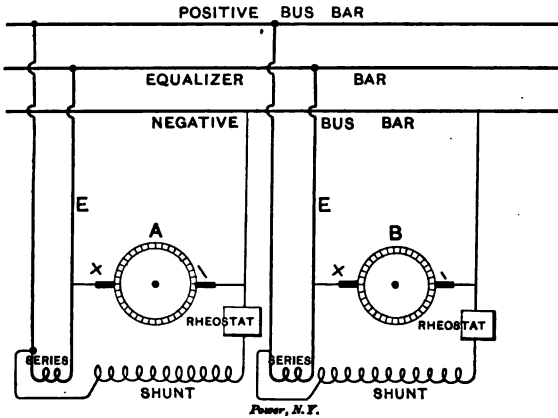 POSITIVE BUS BAR
EQUALIZER BAR
NEGATIVE BUS BAR
E E
A B
X X
RHEOSTAT RHEOSTAT
SERIES SERIES
SHUNT SHUNT
Power, N.Y.